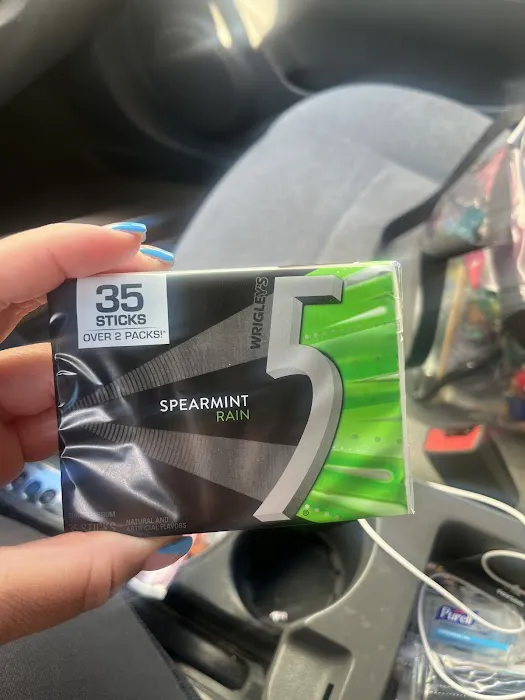 35
STICKS
OVER 2 PACKS!*
WRIGLEY'S
5
SPEARMINT
RAIN
NATURAL AND
ARTIFICIAL FLAVORS
Purell